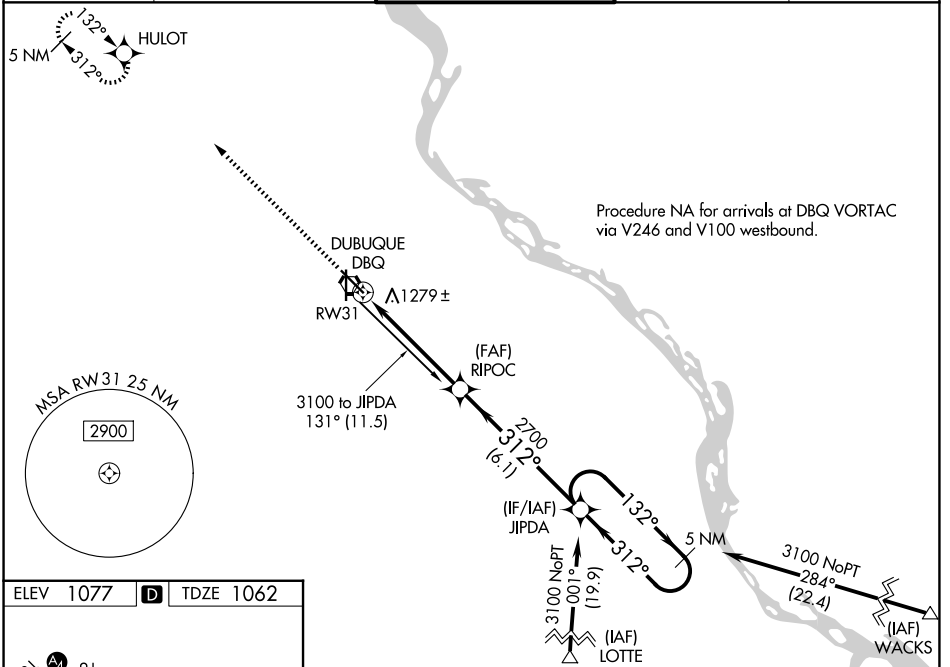 132°
HULOT
5 NM
312°
Procedure NA for arrivals at DBQ VORTAC
via V246 and V100 westbound.
DUBUQUE
DBQ
1279 ±
RW31
(FAF)
RIPOC
MSA RW31 25 NM
2900
3100 to JIPDA
131° (11.5)
2700
312°
(6.1)
(IF/IAF)
JIPDA
132°
312°
5 NM
3100 NoPT
284°
(22.4)
(IAF)
WACKS
3100 NoPT
001°
(19.9)
(IAF)
LOTTE
ELEV 1077 D TDZE 1062